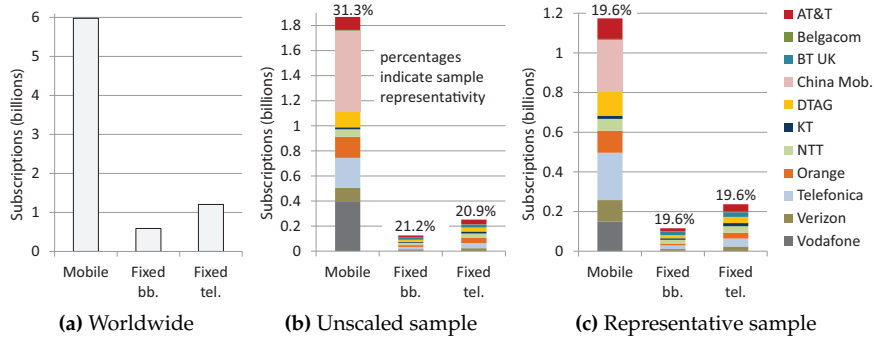 Subscriptions (billions)
6
5
4
3
2
1
0
Mobile
Fixed
bb.
Fixed
tel.
(a) Worldwide
Subscriptions (billions)
1.8
1.6
1.4
1.2
1
0.8
0.6
0.4
0.2
0
31.3%
percentages
indicate sample
representativity
21.2%
20.9%
Mobile
Fixed
bb.
Fixed
tel.
(b) Unscaled sample
Subscriptions (billions)
1.2
1
0.8
0.6
0.4
0.2
0
19.6%
19.6%
19.6%
Mobile
Fixed
bb.
Fixed
tel.
(c) Representative sample
AT&T
Belgacom
BT UK
China Mob.
DTAG
KT
NTT
Orange
Telefonica
Verizon
Vodafone